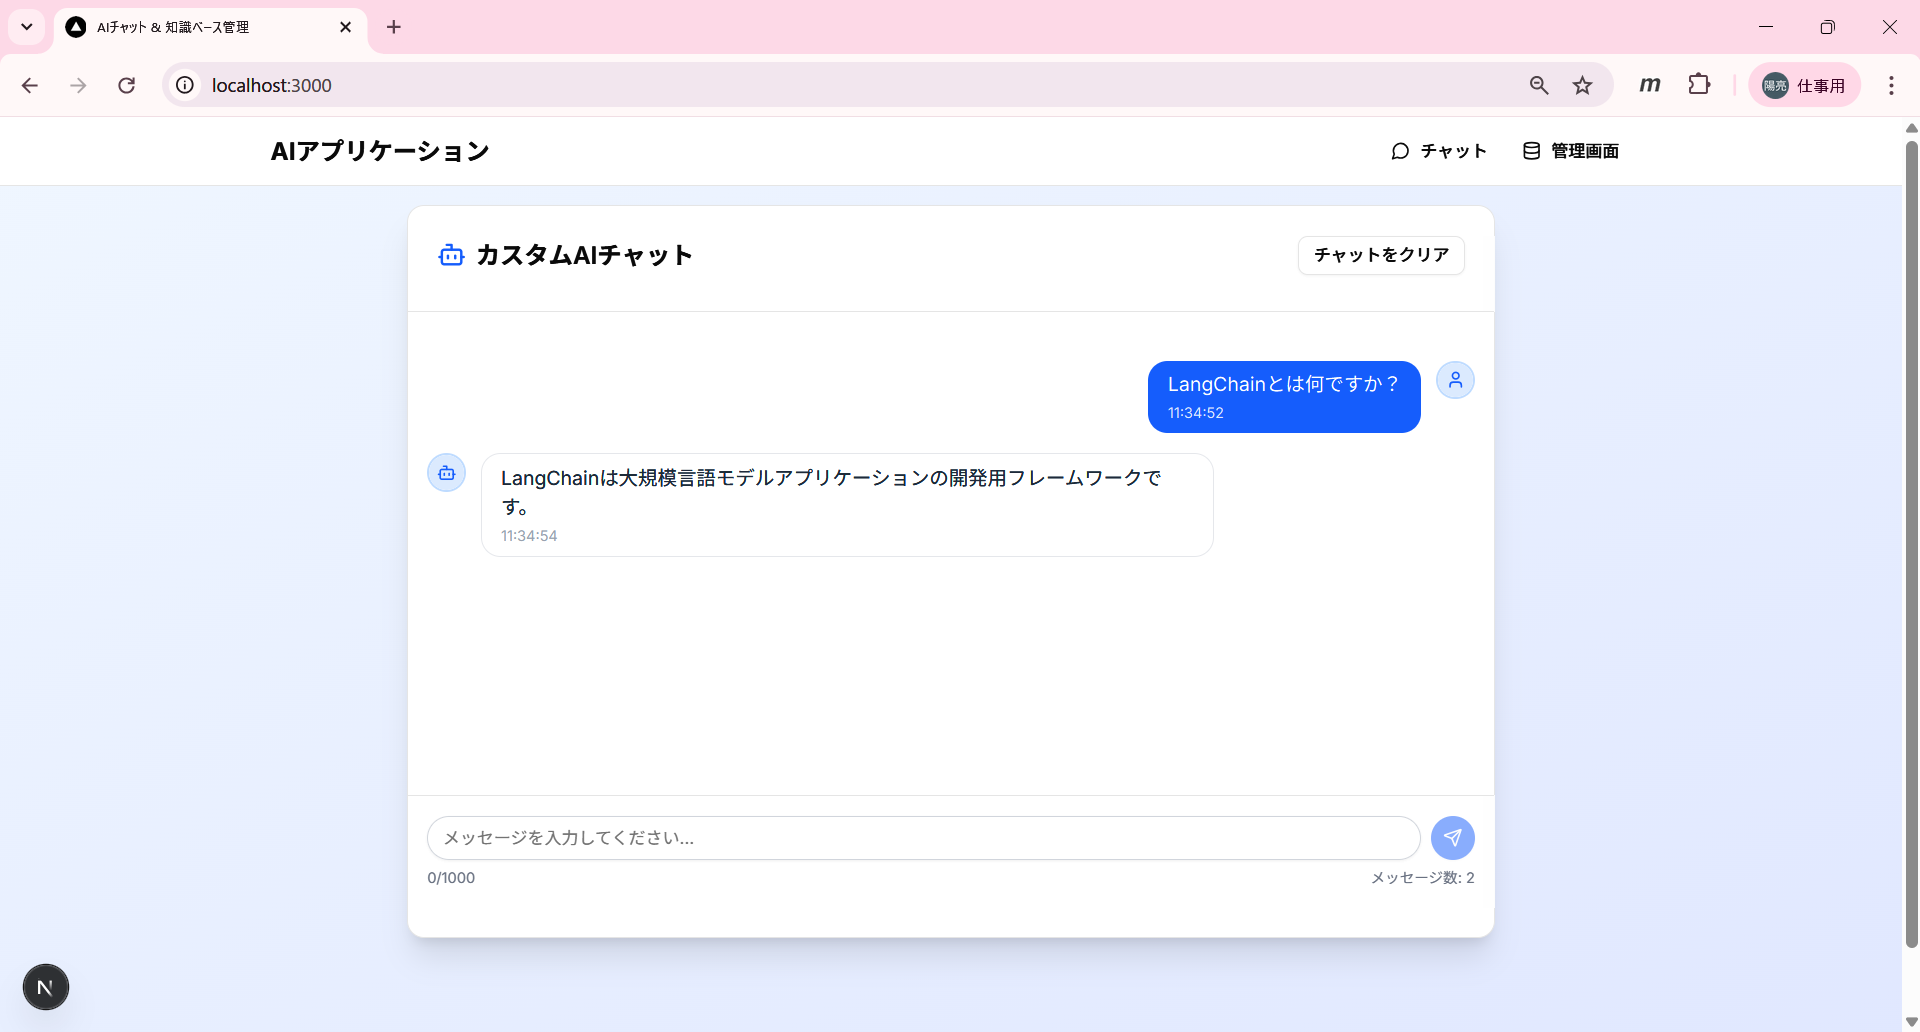 AIチャット & 知識ベース管理
localhost:3000
陽亮
仕事用
AIアプリケーション
チャット
管理画面
カスタムAIチャット
チャットをクリア
LangChainとは何ですか？
11:34:52
LangChainは大規模言語モデルアプリケーションの開発用フレームワークで
す。
11:34:54
メッセージを入力してください...
0/1000
メッセージ数: 2
N